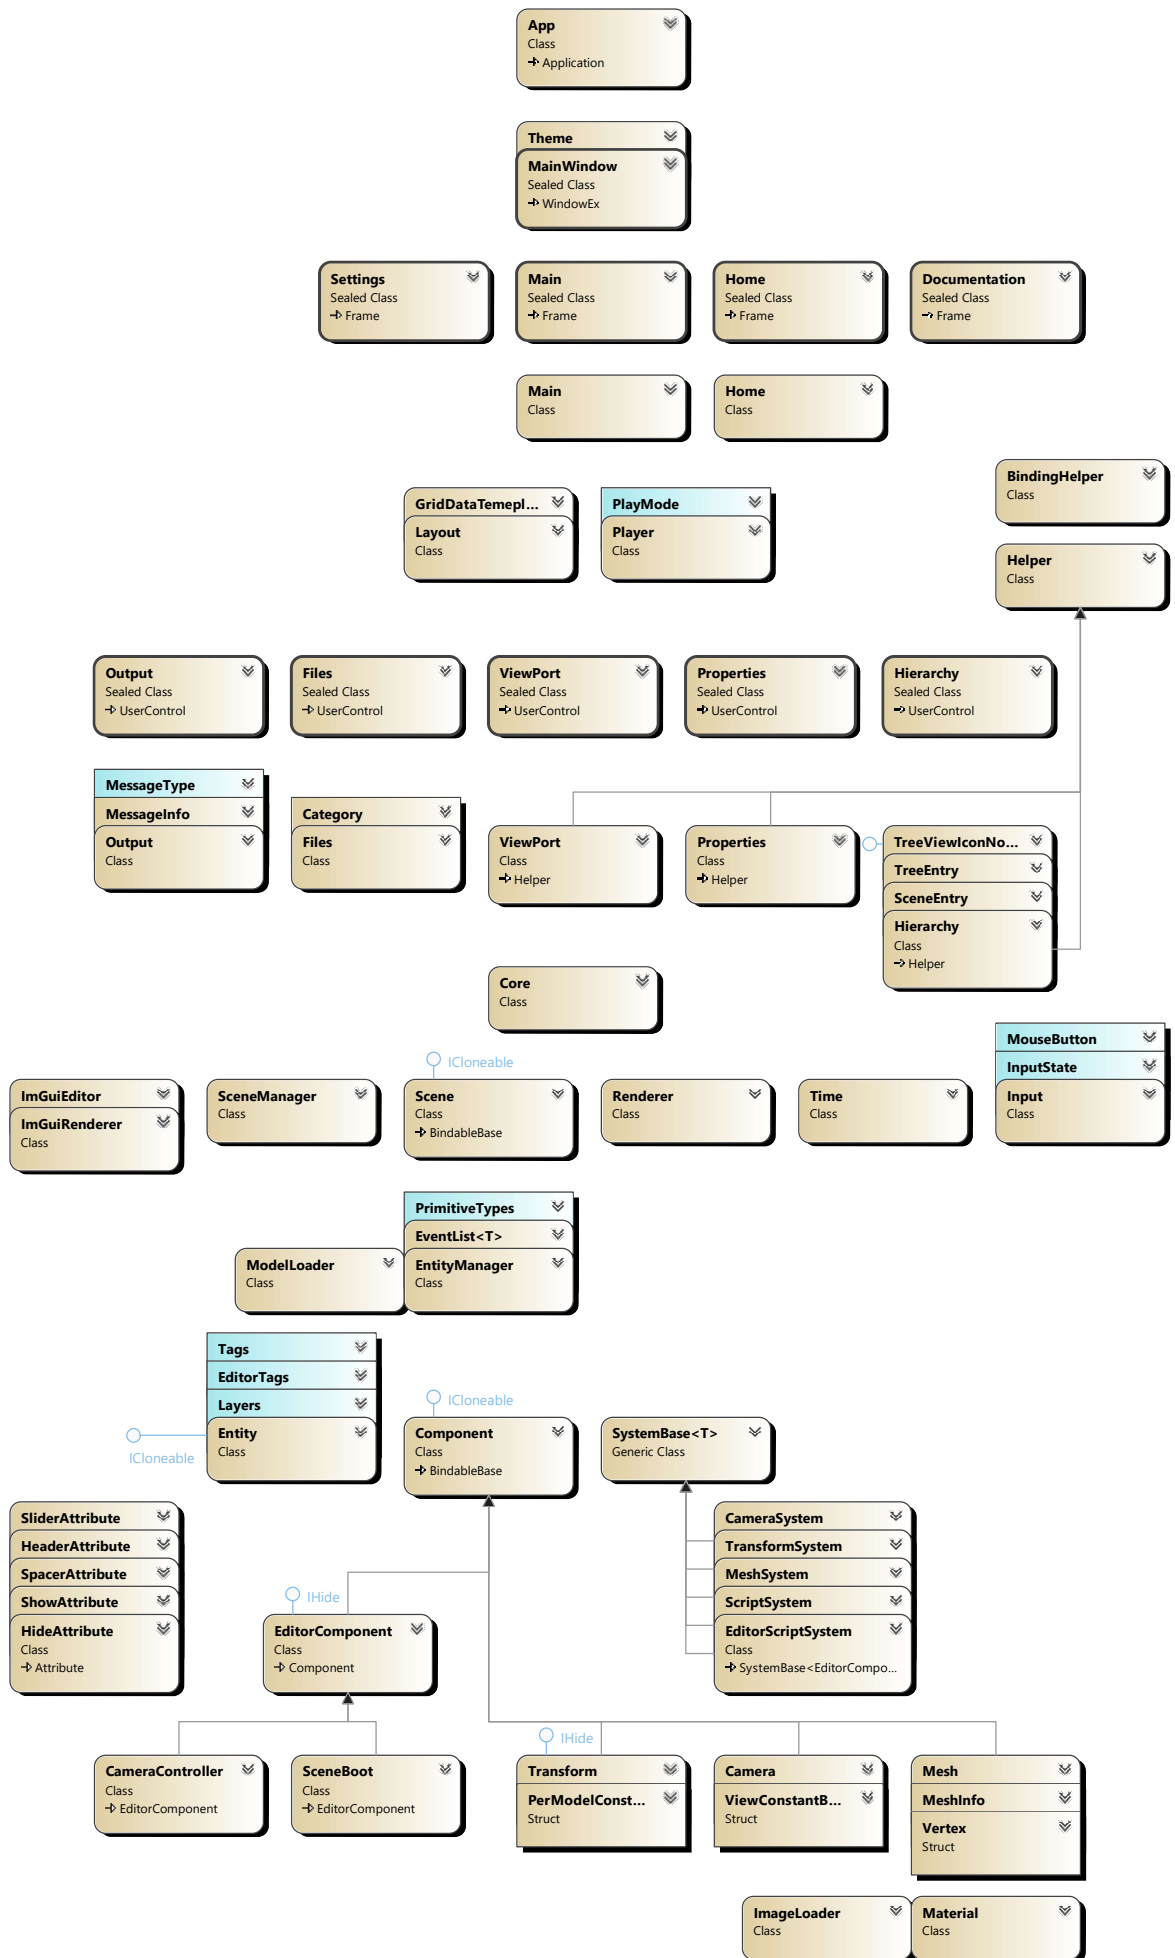 App
Class
Application
Theme
MainWindow
Sealed Class
WindowEx
Settings
Sealed Class
Frame
Main
Sealed Class
Frame
Home
Sealed Class
Frame
Documentation
Sealed Class
Frame
Main
Class
Home
Class
BindingHelper
Class
GridDataTemepl...
Layout
Class
PlayMode
Player
Class
Helper
Class
Output
Sealed Class
UserControl
Files
Sealed Class
UserControl
ViewPort
Sealed Class
UserControl
Properties
Sealed Class
UserControl
Hierarchy
Sealed Class
UserControl
MessageType
MessageInfo
Output
Class
Category
Files
Class
ViewPort
Class
Helper
Properties
Class
Helper
TreeViewIconNo...
TreeEntry
SceneEntry
Hierarchy
Class
Helper
Core
Class
MouseButton
InputState
Input
Class
ImGuiEditor
ImGuiRenderer
Class
SceneManager
Class
ICloneable
Scene
Class
BindableBase
Renderer
Class
Time
Class
PrimitiveTypes
EventList<T>
EntityManager
Class
ModelLoader
Class
Tags
EditorTags
Layers
Entity
Class
ICloneable
ICloneable
Component
Class
BindableBase
SystemBase<T>
Generic Class
SliderAttribute
HeaderAttribute
SpacerAttribute
ShowAttribute
HideAttribute
Class
Attribute
IHide
EditorComponent
Class
Component
CameraSystem
TransformSystem
MeshSystem
ScriptSystem
EditorScriptSystem
Class
SystemBase<EditorCompo...
CameraController
Class
EditorComponent
SceneBoot
Class
EditorComponent
IHide
Transform
PerModelConst...
Struct
Camera
ViewConstantB...
Struct
Mesh
MeshInfo
Vertex
Struct
ImageLoader
Class
Material
Class